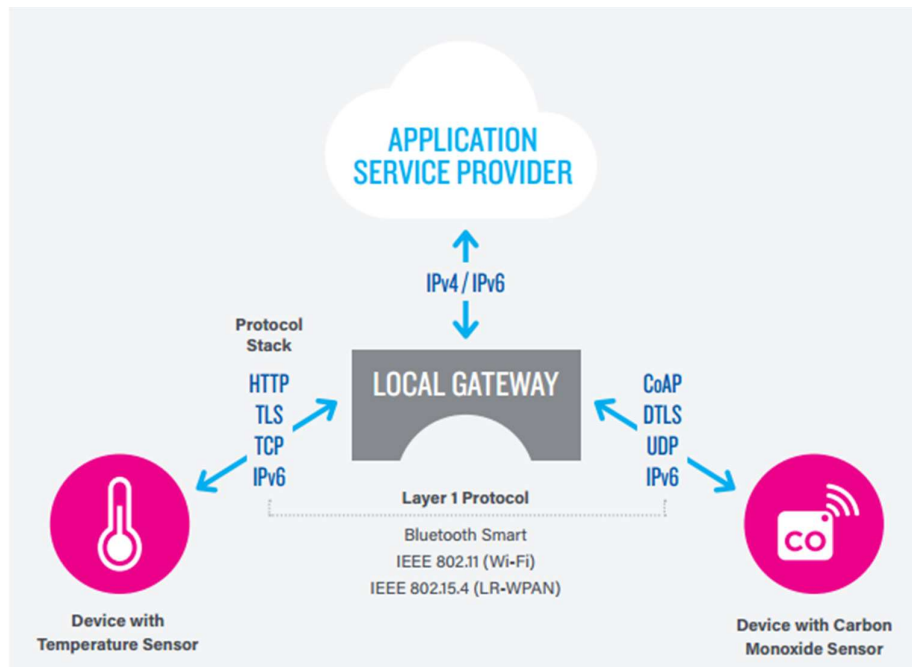 APPLICATION
SERVICE PROVIDER
IPv4 / IPv6
Protocol
Stack
HTTP
TLS
TCP
IPv6
LOCAL GATEWAY
CoAP
DTLS
UDP
IPv6
Layer 1 Protocol
Bluetooth Smart
IEEE 802.11 (Wi-Fi)
IEEE 802.15.4 (LR-WPAN)
Device with
Temperature Sensor
CO
Device with Carbon
Monoxide Sensor